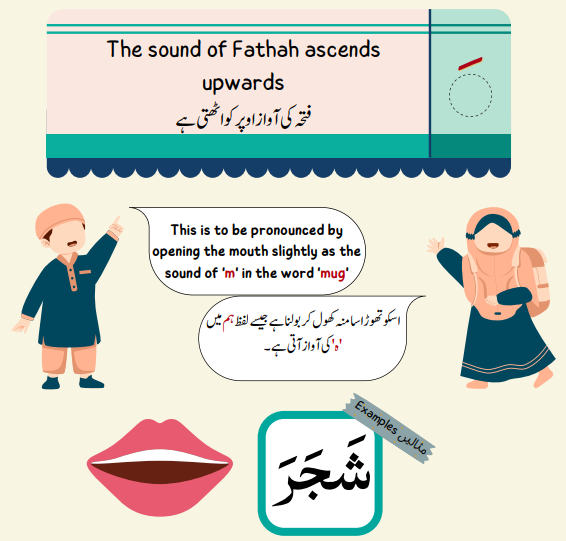 The sound of Fathah ascends
upwards
فتحہ کی آواز اوپر کو اٹھتی ہے
This is to be pronounced by
opening the mouth slightly as the
sound of 'm' in the word 'mug'
اسکو تھوڑا سا منہ کھول کر بولنا ہے جیسے لفظ ہم میں
'ہ' کی آواز آتی ہے۔
Examples مثالیں
شَجَرَ